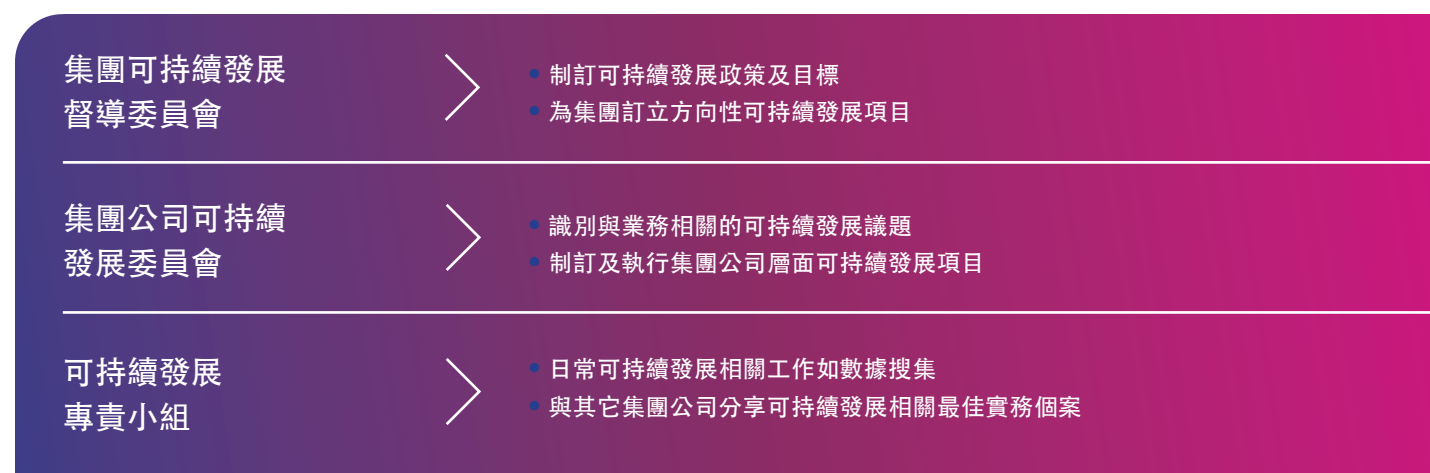 集團可持續發展
督導委員會
• 制訂可持續發展政策及目標
• 為集團訂立方向性可持續發展項目
集團公司可持續
發展委員會
• 識別與業務相關的可持續發展議題
• 制訂及執行集團公司層面可持續發展項目
可持續發展
專責小組
• 日常可持續發展相關工作如數據搜集
• 與其它集團公司分享可持續發展相關最佳實務個案